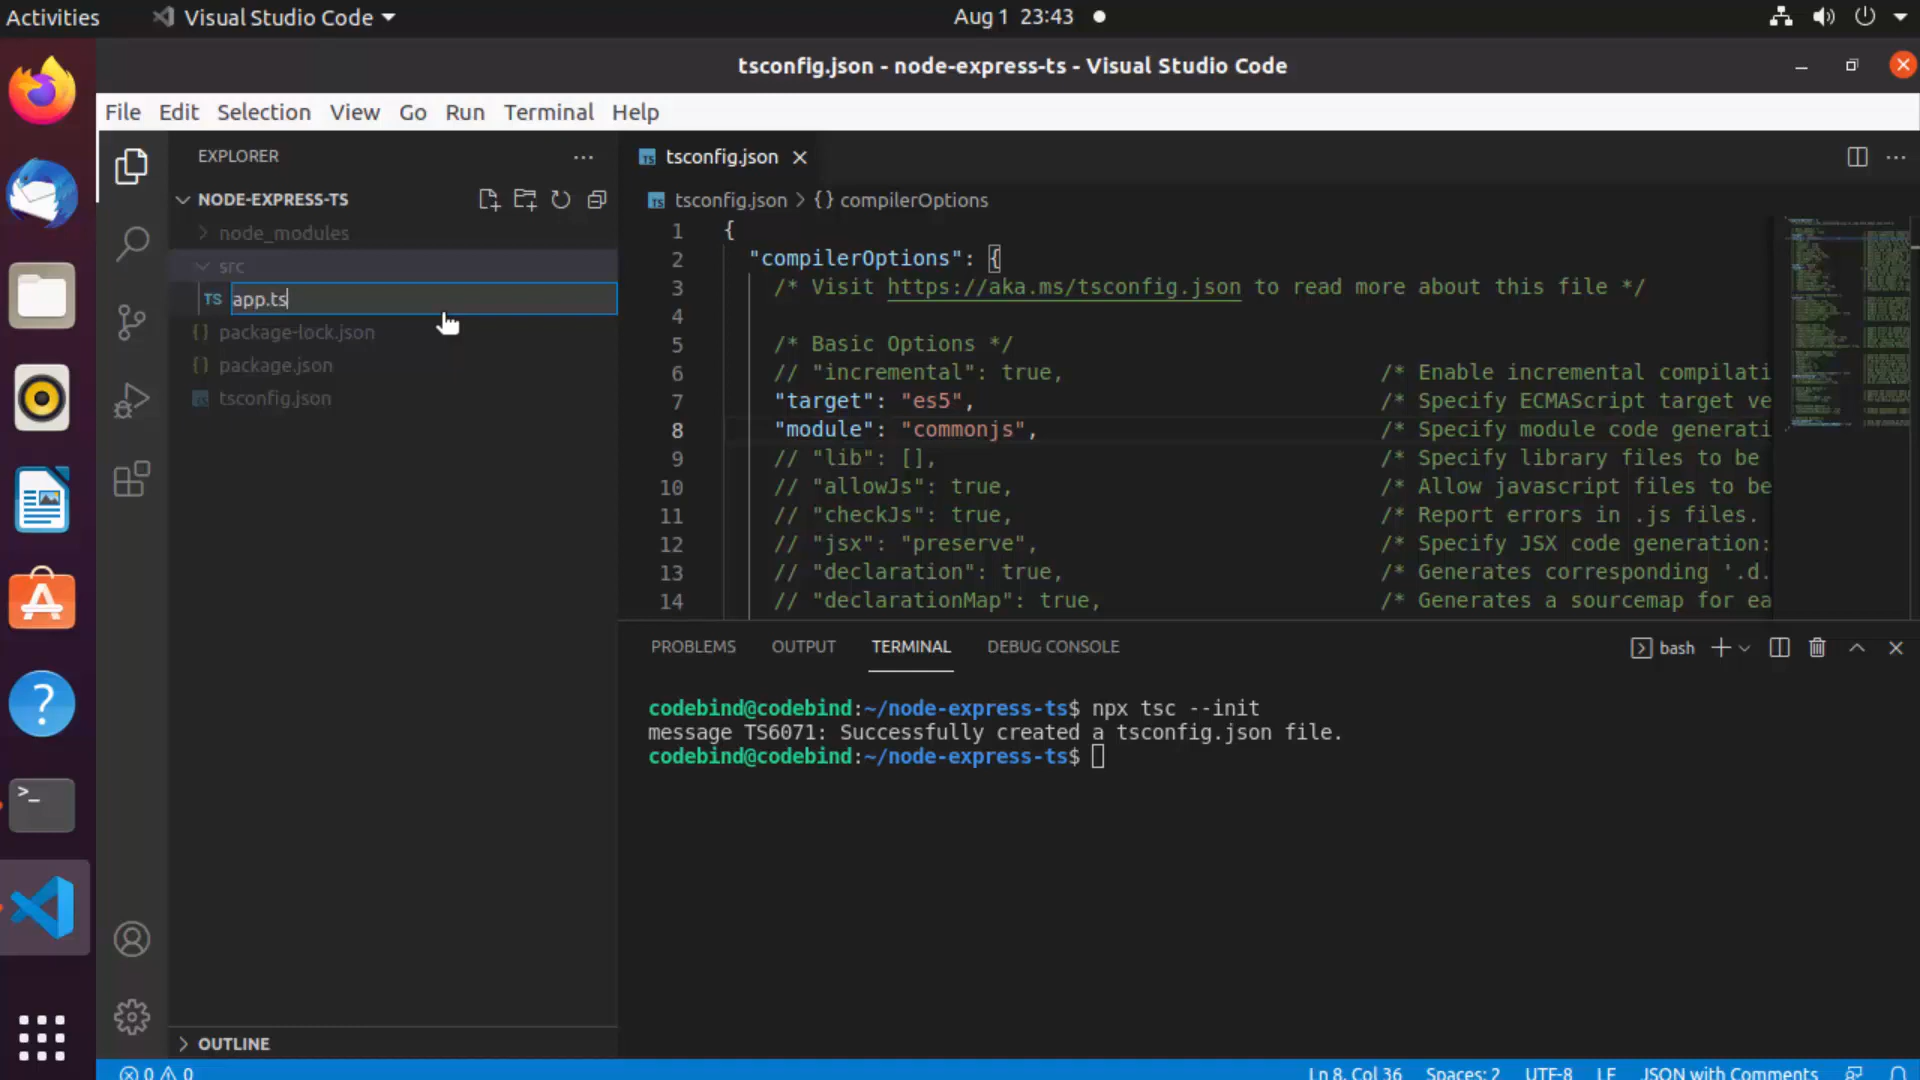 Activities
Visual Studio Code
Aug 1 23:43
tsconfig.json - node-express-ts - Visual Studio Code
File Edit Selection View Go Run Terminal Help
EXPLORER
NODE-EXPRESS-TS
node_modules
src
TS app.ts
package-lock.json
package.json
tsconfig.json
OUTLINE
tsconfig.json
tsconfig.json > {} compilerOptions
1 {
2 "compilerOptions": {
3 /* Visit https://aka.ms/tsconfig.json to read more about this file */
4
5 /* Basic Options */
6 // "incremental": true, /* Enable incremental compilati
7 "target": "es5", /* Specify ECMAScript target ve
8 "module": "commonjs", /* Specify module code generati
9 // "lib": [], /* Specify library files to be
10 // "allowJs": true, /* Allow javascript files to be
11 // "checkJs": true, /* Report errors in .js files.
12 // "jsx": "preserve", /* Specify JSX code generation:
13 // "declaration": true, /* Generates corresponding '.d.
14 // "declarationMap": true, /* Generates a sourcemap for ea
PROBLEMS OUTPUT TERMINAL DEBUG CONSOLE
bash
codebind@codebind:~/node-express-ts$ npx tsc --init
message TS6071: Successfully created a tsconfig.json file.
codebind@codebind:~/node-express-ts$
0 0
Ln 8, Col 36 Spaces: 2 UTF-8 LF JSON with Comments